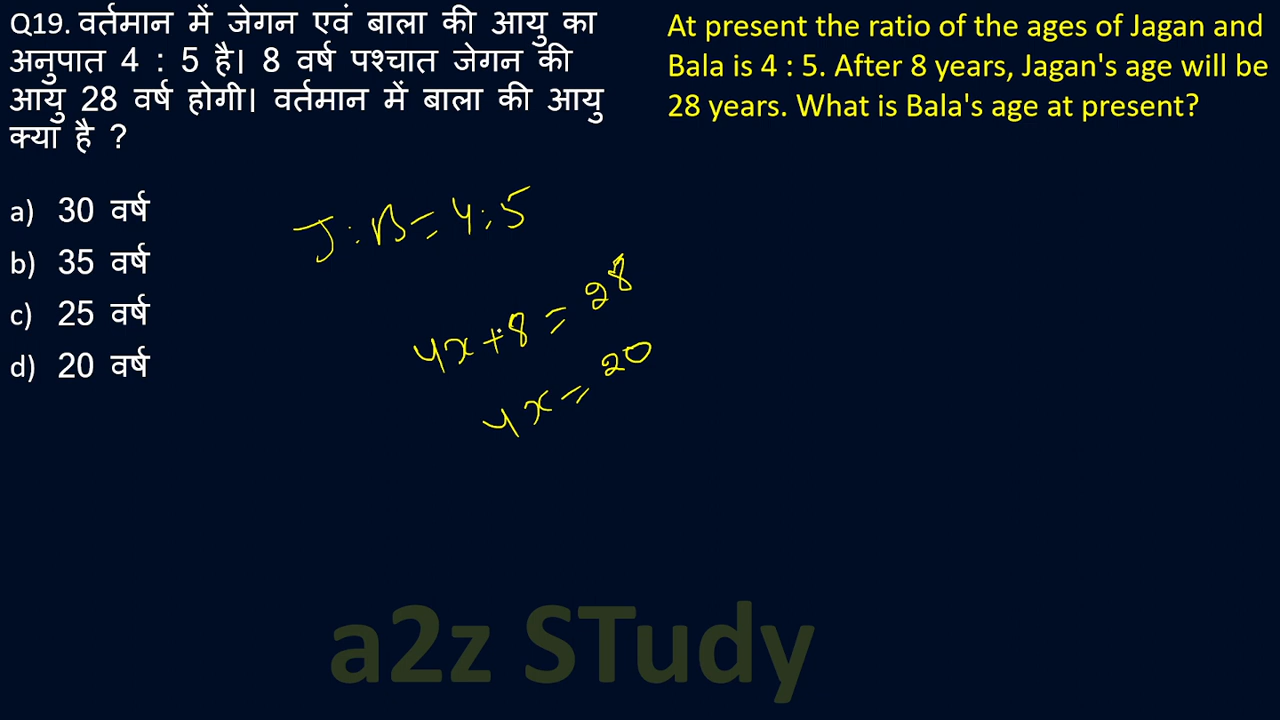 Q19. वर्तमान में जेगन एवं बाला की आयु का
अनुपात 4 : 5 है। 8 वर्ष पश्चात जेगन की
आयु 28 वर्ष होगी। वर्तमान में बाला की आयु
क्या है ?
a) 30 वर्ष
b) 35 वर्ष
c) 25 वर्ष
d) 20 वर्ष
At present the ratio of the ages of Jagan and
Bala is 4 : 5. After 8 years, Jagan's age will be
28 years. What is Bala's age at present?
J : B = 4 : 5
4x + 8 = 28
4x = 20
a2z STudy